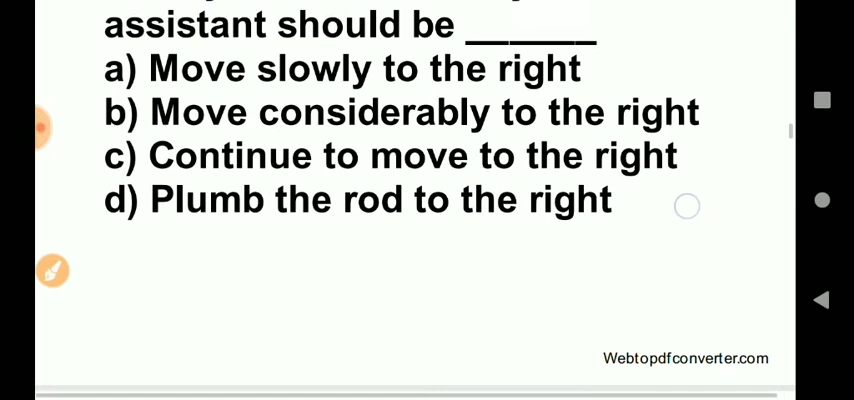 assistant should be ______
a) Move slowly to the right
b) Move considerably to the right
c) Continue to move to the right
d) Plumb the rod to the right
Webtopdfconverter.com